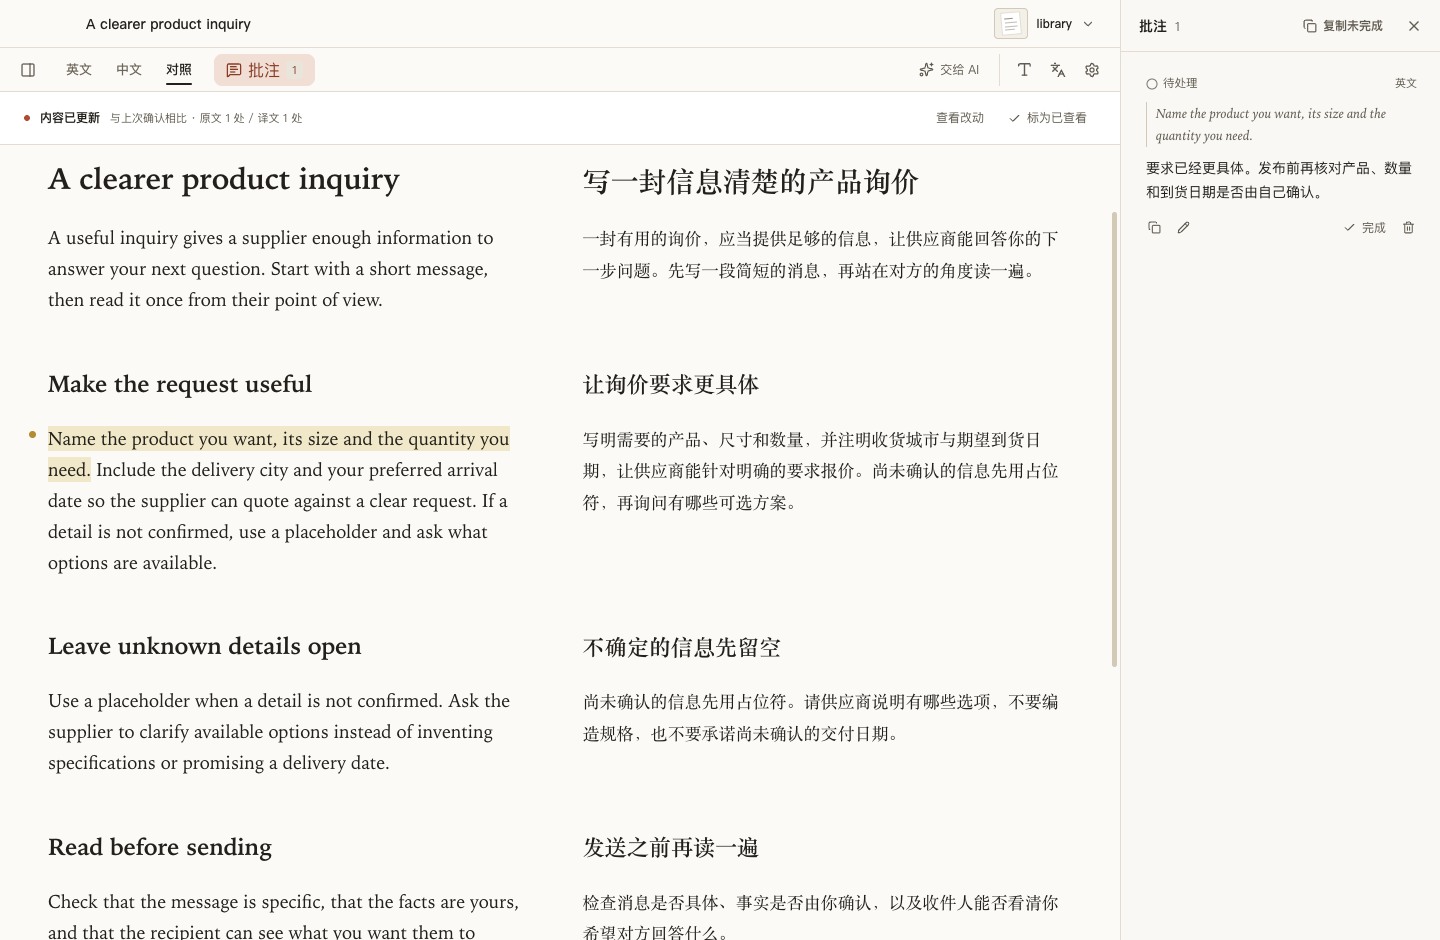 A clearer product inquiry
library
英文
中文
对照
批注 1
交给 AI
内容已更新
与上次确认相比 · 原文 1 处 / 译文 1 处
查看改动
标为已查看
A clearer product inquiry
A useful inquiry gives a supplier enough information to
answer your next question. Start with a short message,
then read it once from their point of view.
写一封信息清楚的产品询价
一封有用的询价，应当提供足够的信息，让供应商能回答你的下
一步问题。先写一段简短的消息，再站在对方的角度读一遍。
Make the request useful
Name the product you want, its size and the quantity you
need. Include the delivery city and your preferred arrival
date so the supplier can quote against a clear request. If a
detail is not confirmed, use a placeholder and ask what
options are available.
让询价要求更具体
写明需要的产品、尺寸和数量，并注明收货城市与期望到货日
期，让供应商能针对明确的要求报价。尚未确认的信息先用占位
符，再询问有哪些可选方案。
Leave unknown details open
Use a placeholder when a detail is not confirmed. Ask the
supplier to clarify available options instead of inventing
specifications or promising a delivery date.
不确定的信息先留空
尚未确认的信息先用占位符。请供应商说明有哪些选项，不要编
造规格，也不要承诺尚未确认的交付日期。
Read before sending
Check that the message is specific, that the facts are yours,
and that the recipient can see what you want them to
发送之前再读一遍
检查消息是否具体、事实是否由你确认，以及收件人能否看清你
希望对方回答什么。
批注 1
复制未完成
待处理
英文
Name the product you want, its size and the
quantity you need.
要求已经更具体。发布前再核对产品、数量
和到货日期是否由自己确认。
完成